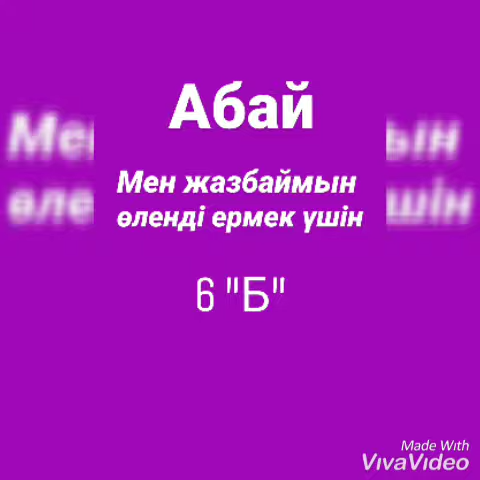 Абай
Мен жазбаймын
өленді ермек үшін
6 "Б"
Made With
VivaVideo